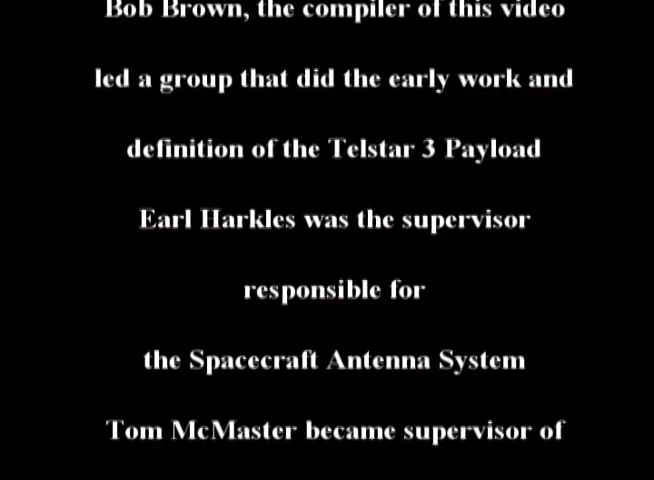 Bob Brown, the compiler of this video
led a group that did the early work and
definition of the Telstar 3 Payload
Earl Harkles was the supervisor
responsible for
the Spacecraft Antenna System
Tom McMaster became supervisor of